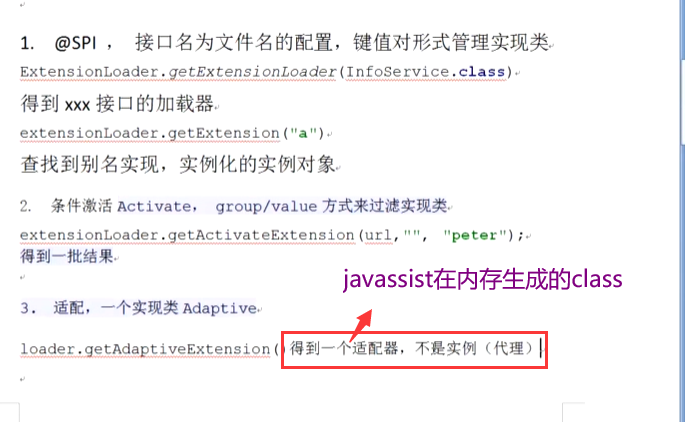 1. @SPI ， 接口名为文件名的配置，键值对形式管理实现类
ExtensionLoader.getExtensionLoader(InfoService.class)
得到 xxx 接口的加载器
extensionLoader.getExtension("a")
查找到别名实现，实例化的实例对象
2. 条件激活 Activate， group/value 方式来过滤实现类
extensionLoader.getActivateExtension(url,"", "peter");
得到一批结果
javassist在内存生成的class
3. 适配，一个实现类 Adaptive
loader.getAdaptiveExtension() 得到一个适配器，不是实例（代理）